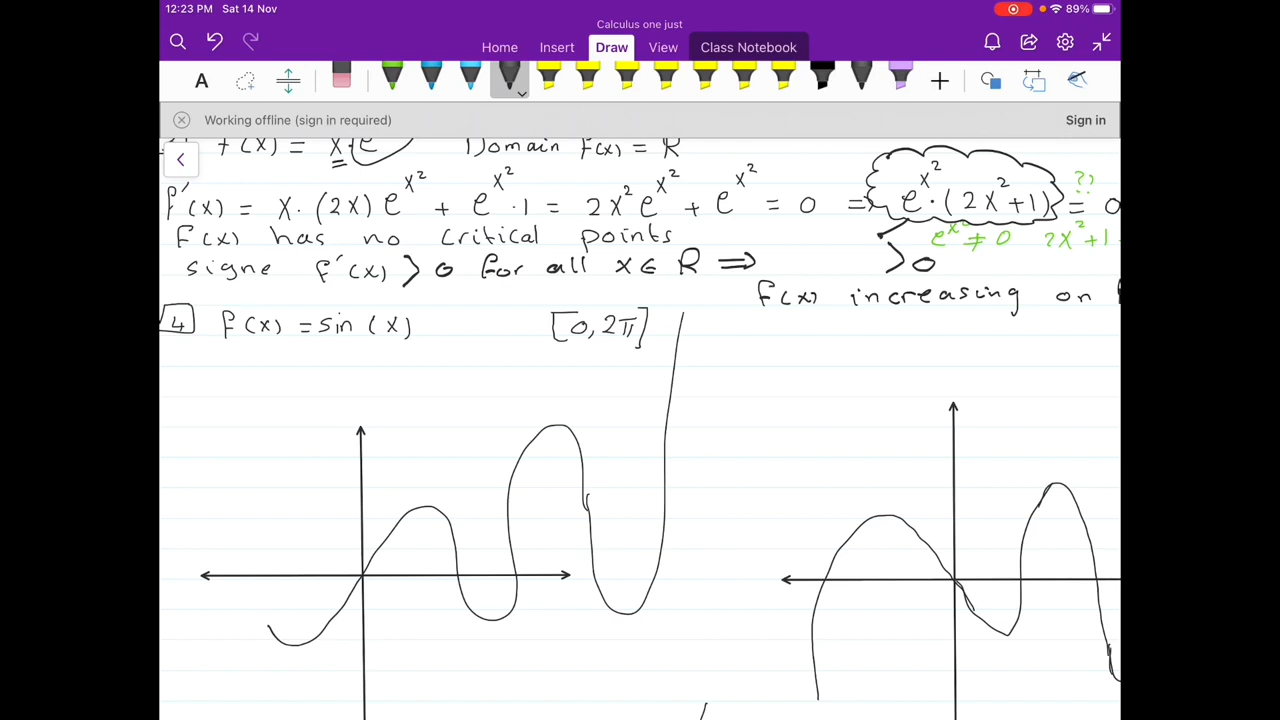 12:23 PM Sat 14 Nov
89%
Calculus one just
Home Insert Draw View Class Notebook
A
Working offline (sign in required) Sign in
f(x) = x·e Domain f(x) = R
f'(x) = x·(2x) e^x² + e^x²·1 = 2x² e^x² + e^x² = 0 ⇒ e^x²·(2x²+1) = 0
??
f(x) has no critical points
e^x² ≠ 0 2x²+1
signe f'(x) > 0 for all x ∈ R ⇒
> 0
f(x) increasing on
4 f(x) = sin(x) [0, 2π]